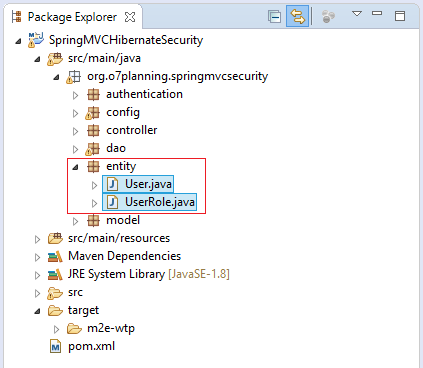 Package Explorer
SpringMVCHibernateSecurity
src/main/java
org.o7planning.springmvcsecurity
authentication
config
controller
dao
entity
User.java
UserRole.java
model
src/main/resources
Maven Dependencies
JRE System Library [JavaSE-1.8]
src
target
m2e-wtp
pom.xml